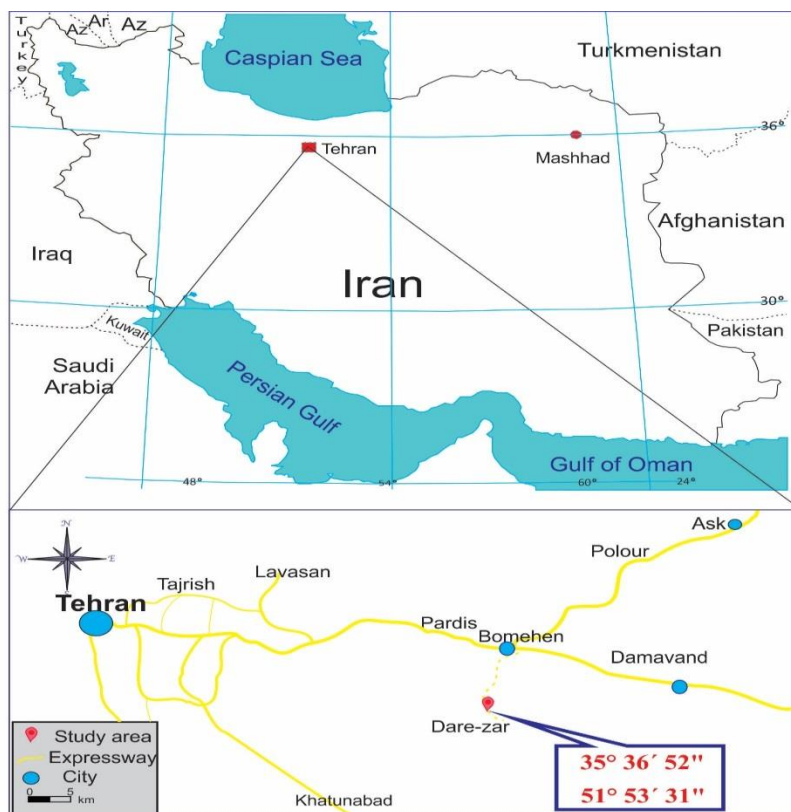 Turkey
Az
Ar
Az
Caspian Sea
Turkmenistan
36°
Tehran
Mashhad
Afghanistan
Iraq
Iran
30°
Kuwait
Pakistan
Saudi
Arabia
Persian Gulf
Gulf of Oman
48°
54°
60°
24°
N
W
E
S
Ask
Polour
Lavasan
Tajrish
Tehran
Pardis
Bomehen
Damavand
Dare-zar
Study area
Expressway
City
0 5
km
Khatunabad
35° 36´ 52"
51° 53´ 31"